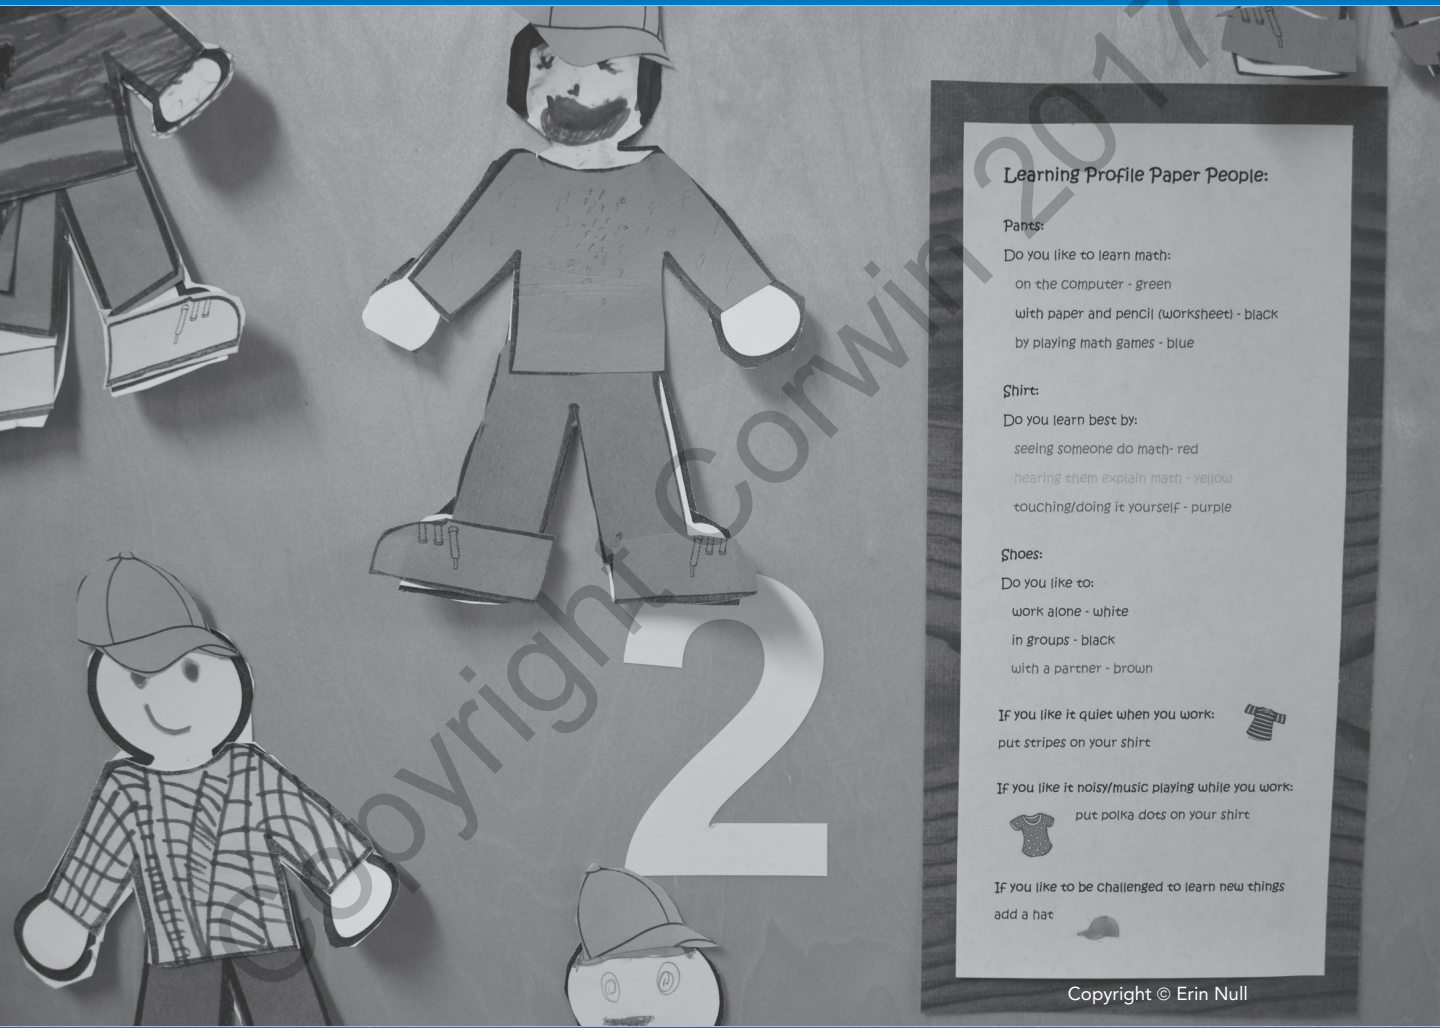 Learning Profile Paper People:
Pants:
Do you like to learn math:
on the computer - green
with paper and pencil (worksheet) - black
by playing math games - blue
Shirt:
Do you learn best by:
seeing someone do math- red
hearing them explain math - yellow
touching/doing it yourself - purple
Shoes:
Do you like to:
work alone - white
in groups - black
with a partner - brown
If you like it quiet when you work:
put stripes on your shirt
If you like it noisy/music playing while you work:
put polka dots on your shirt
If you like to be challenged to learn new things
add a hat
2
Copyright © Erin Null
Copyright Corwin 2017